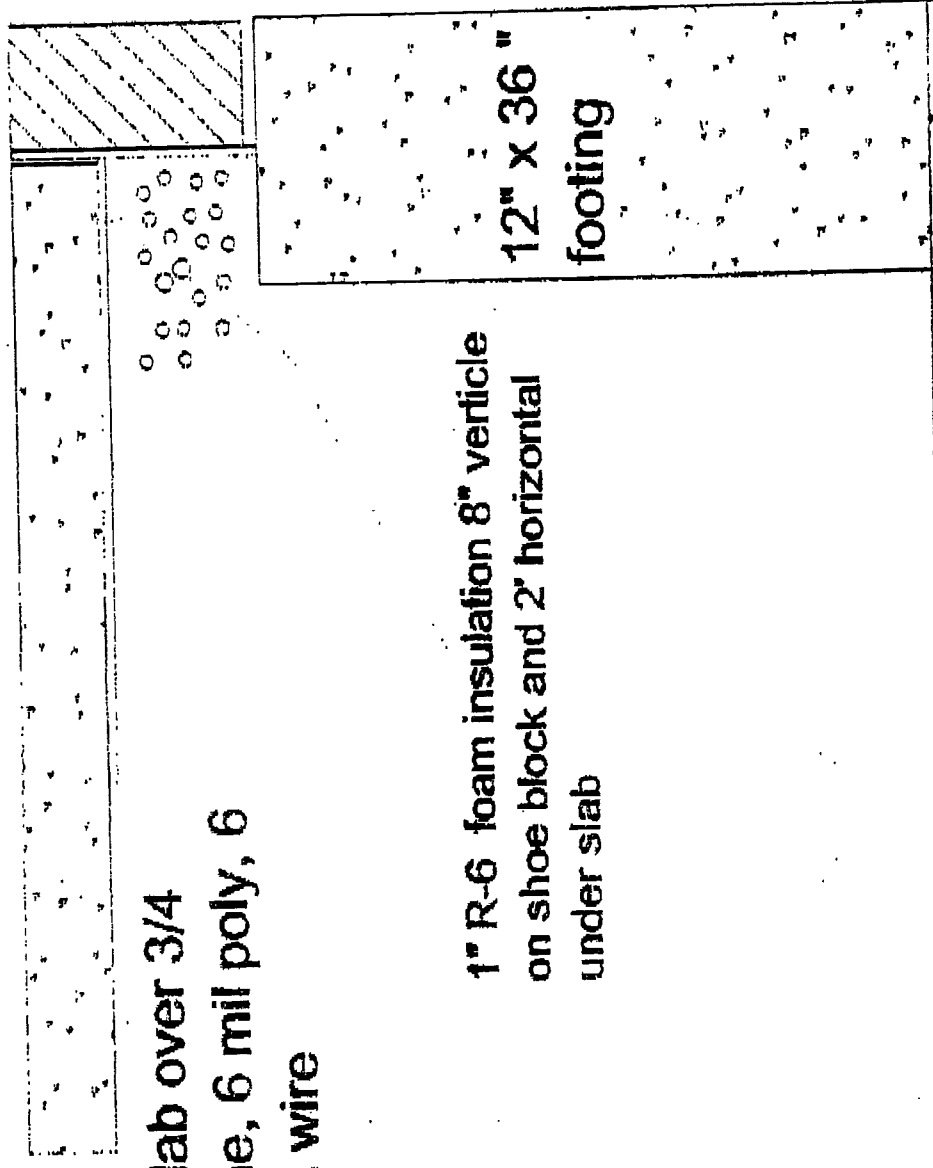 12" x 36 "
footing
1" R-6 foam insulation 8" verticle
on shoe block and 2' horizontal
under slab
lab over 3/4
e, 6 mil poly, 6
wire